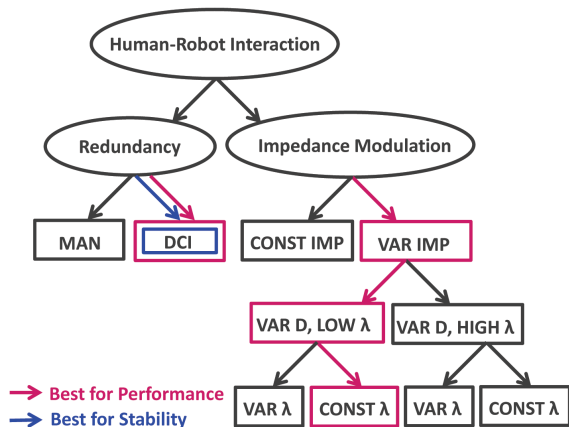 Human-Robot Interaction
Redundancy
Impedance Modulation
MAN
DCI
CONST IMP
VAR IMP
VAR D, LOW λ
VAR D, HIGH λ
Best for Performance
Best for Stability
VAR λ
CONST λ
VAR λ
CONST λ